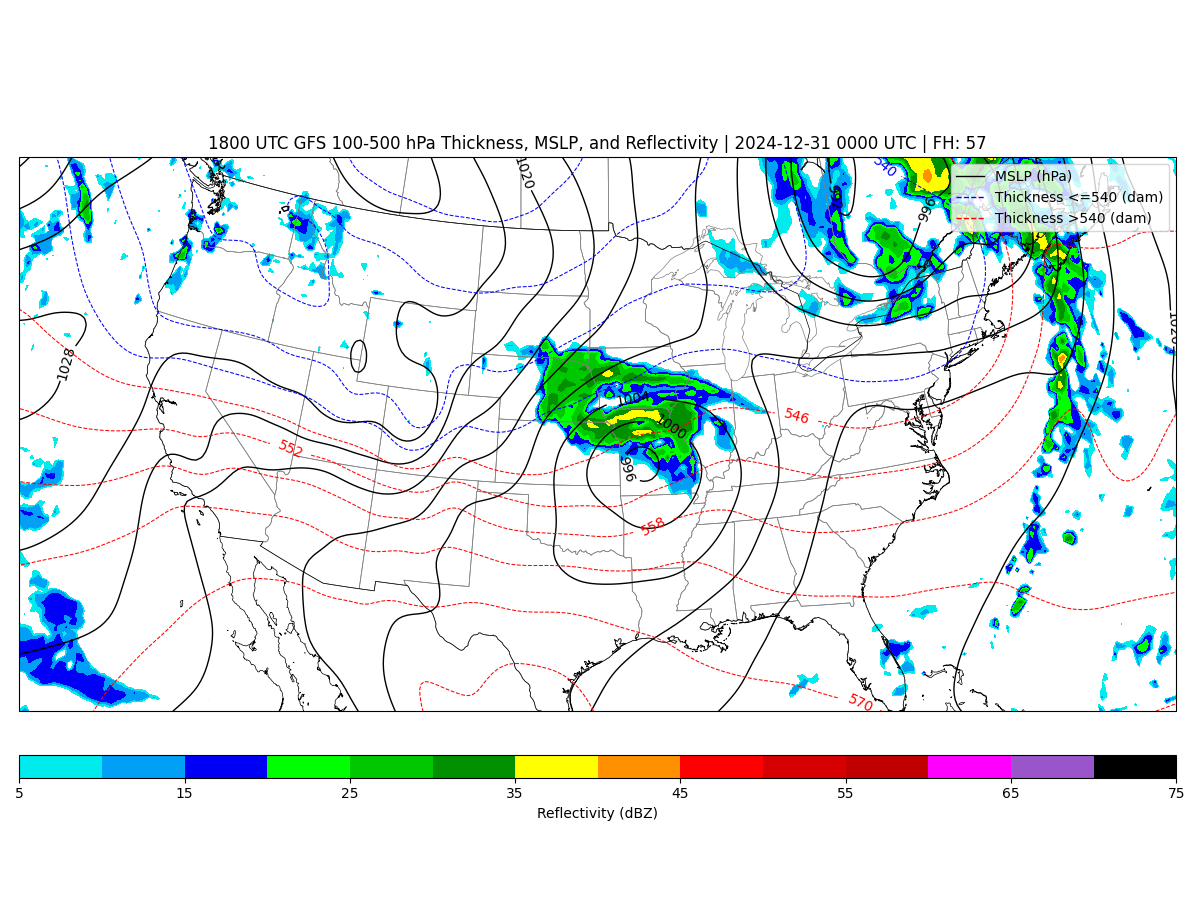 1800 UTC GFS 100-500 hPa Thickness, MSLP, and Reflectivity | 2024-12-31 0000 UTC | FH: 57
MSLP (hPa)
Thickness <=540 (dam)
Thickness >540 (dam)
1020
540
996
1020
1028
1004
546
1000
552
996
558
570
5 15 25 35 45 55 65 75
Reflectivity (dBZ)